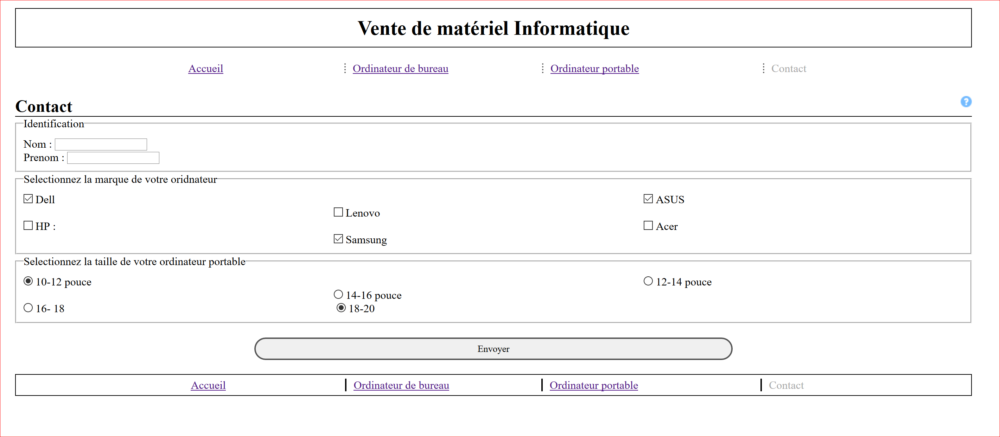 Vente de matériel Informatique
Accueil Ordinateur de bureau Ordinateur portable Contact
Contact ?
Identification
Nom :
Prenom :
Selectionnez la marque de votre oridnateur
Dell ASUS
Lenovo
HP : Acer
Samsung
Selectionnez la taille de votre ordinateur portable
10-12 pouce 12-14 pouce
14-16 pouce
16- 18 18-20
Envoyer
Accueil Ordinateur de bureau Ordinateur portable Contact